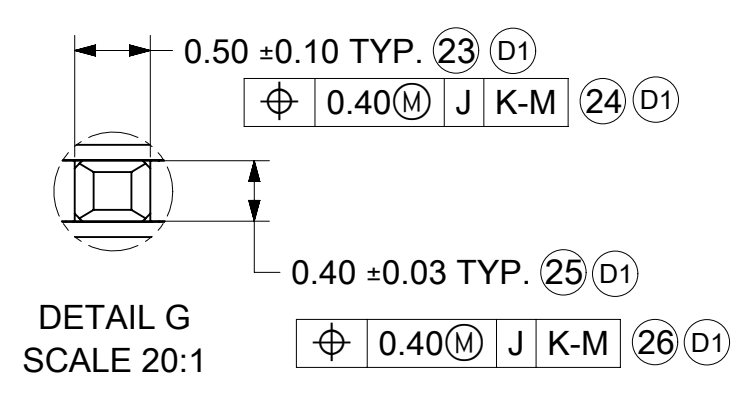 0.50 ±0.10 TYP. 23 D1
⌖ 0.40Ⓜ J K-M 24 D1
0.40 ±0.03 TYP. 25 D1
DETAIL G
SCALE 20:1
⌖ 0.40Ⓜ J K-M 26 D1